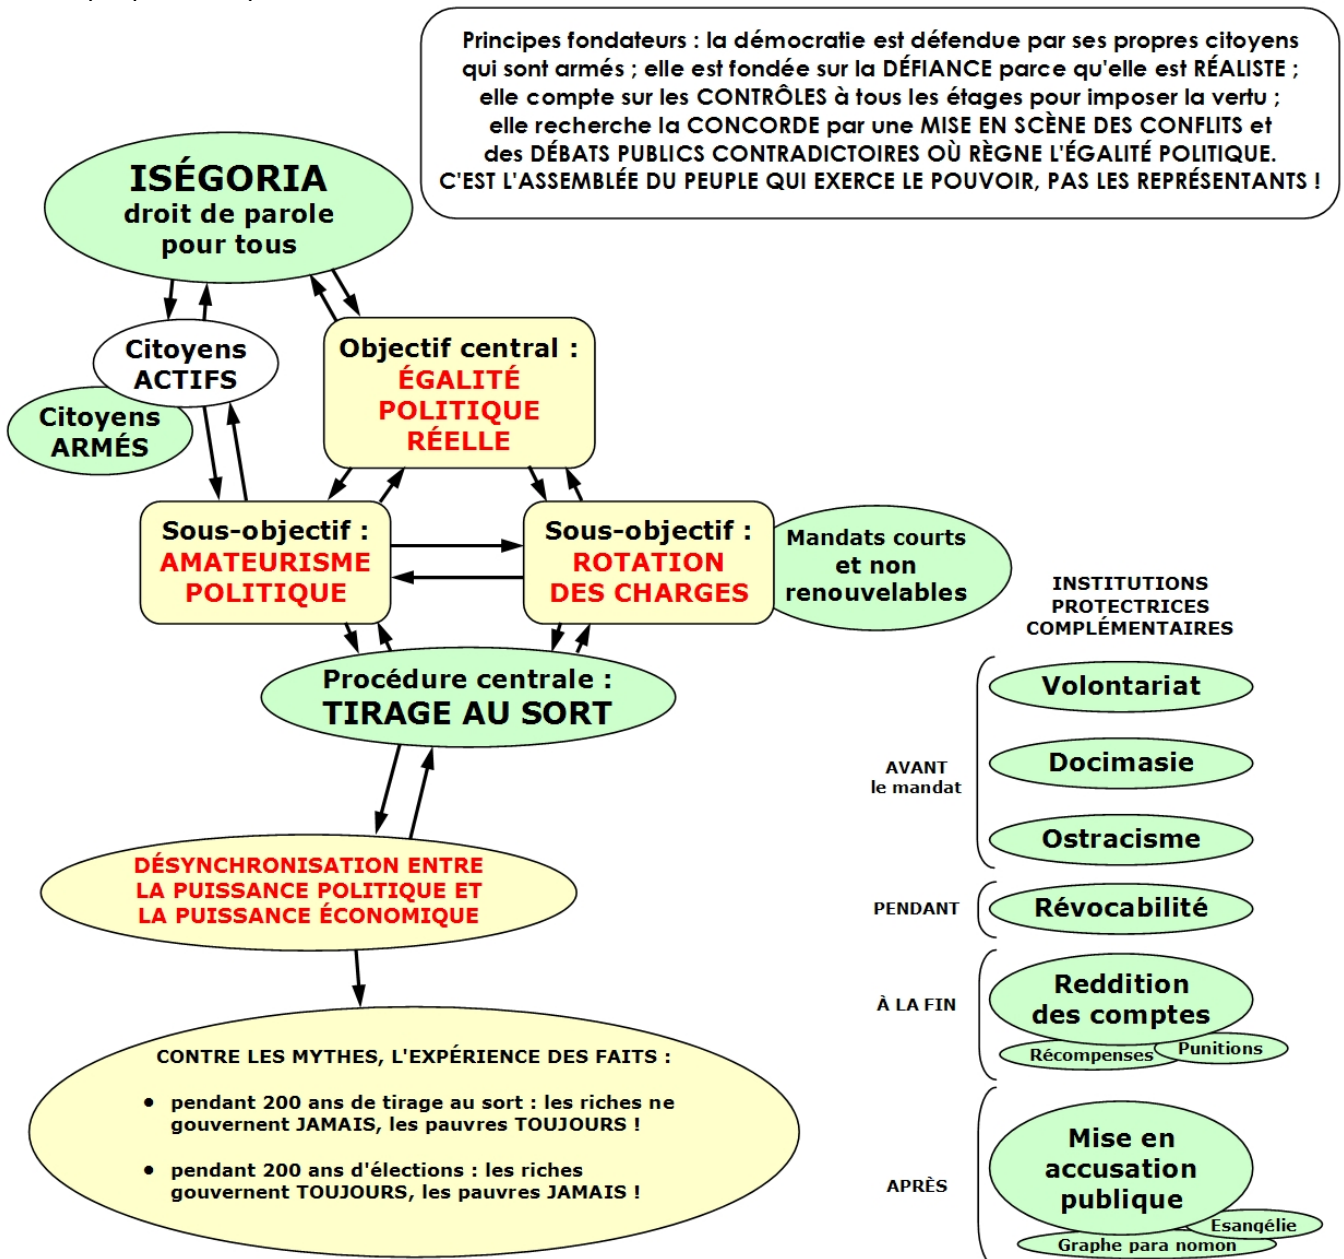 Principes fondateurs : la démocratie est défendue par ses propres citoyens
qui sont armés ; elle est fondée sur la DÉFIANCE parce qu'elle est RÉALISTE ;
elle compte sur les CONTRÔLES à tous les étages pour imposer la vertu ;
elle recherche la CONCORDE par une MISE EN SCÈNE DES CONFLITS et
des DÉBATS PUBLICS CONTRADICTOIRES OÙ RÈGNE L'ÉGALITÉ POLITIQUE.
C'EST L'ASSEMBLÉE DU PEUPLE QUI EXERCE LE POUVOIR, PAS LES REPRÉSENTANTS !
ISÉGORIA
droit de parole
pour tous
Citoyens
ACTIFS
Citoyens
ARMÉS
Objectif central :
ÉGALITÉ
POLITIQUE
RÉELLE
Sous-objectif :
AMATEURISME
POLITIQUE
Sous-objectif :
ROTATION
DES CHARGES
Mandats courts
et non
renouvelables
Procédure centrale :
TIRAGE AU SORT
DÉSYNCHRONISATION ENTRE
LA PUISSANCE POLITIQUE ET
LA PUISSANCE ÉCONOMIQUE
CONTRE LES MYTHES, L'EXPÉRIENCE DES FAITS :
• pendant 200 ans de tirage au sort : les riches ne
gouvernent JAMAIS, les pauvres TOUJOURS !
• pendant 200 ans d'élections : les riches
gouvernent TOUJOURS, les pauvres JAMAIS !
INSTITUTIONS
PROTECTRICES
COMPLÉMENTAIRES
AVANT
le mandat
Volontariat
Docimasie
Ostracisme
PENDANT
Révocabilité
À LA FIN
Reddition
des comptes
Récompenses
Punitions
APRÈS
Mise en
accusation
publique
Esangélie
Graphe para nomon